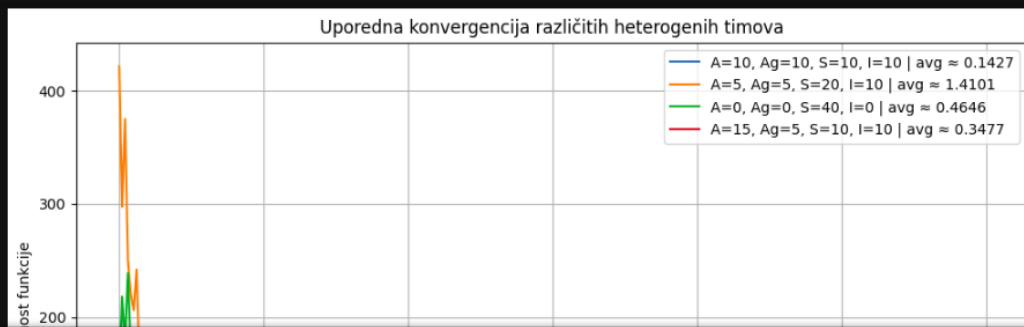 Uporedna konvergencija različitih heterogenih timova
A=10, Ag=10, S=10, I=10 | avg ≈ 0.1427
A=5, Ag=5, S=20, I=10 | avg ≈ 1.4101
A=0, Ag=0, S=40, I=0 | avg ≈ 0.4646
A=15, Ag=5, S=10, I=10 | avg ≈ 0.3477
400
300
200
ost funkcije